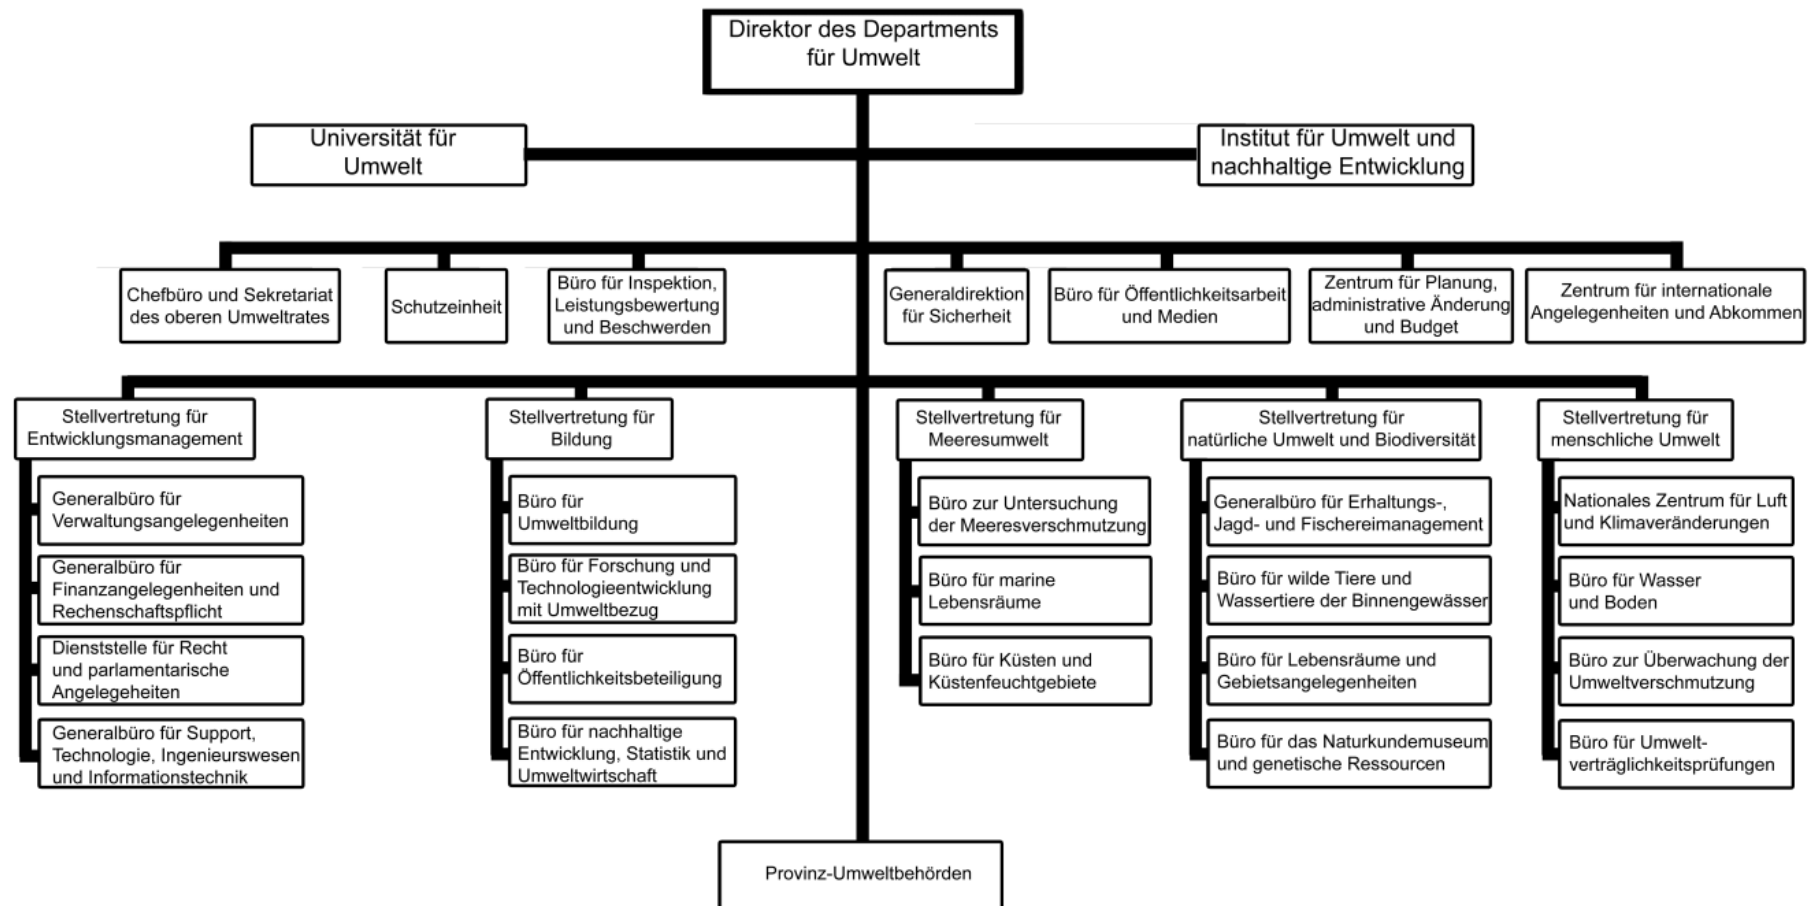 Direktor des Departments
für Umwelt
Universität für
Umwelt
Institut für Umwelt und
nachhaltige Entwicklung
Chefbüro und Sekretariat
des oberen Umweltrates
Schutzeinheit
Büro für Inspektion,
Leistungsbewertung
und Beschwerden
Generaldirektion
für Sicherheit
Büro für Öffentlichkeitsarbeit
und Medien
Zentrum für Planung,
administrative Änderung
und Budget
Zentrum für internationale
Angelegenheiten und Abkommen
Stellvertretung für
Entwicklungsmanagement
Generalbüro für
Verwaltungsangelegenheiten
Generalbüro für
Finanzangelegenheiten und
Rechenschaftspflicht
Dienststelle für Recht
und parlamentarische
Angelegeheiten
Generalbüro für Support,
Technologie, Ingenieurswesen
und Informationstechnik
Stellvertretung für
Bildung
Büro für
Umweltbildung
Büro für Forschung und
Technologieentwicklung
mit Umweltbezug
Büro für
Öffentlichkeitsbeteiligung
Büro für nachhaltige
Entwicklung, Statistik und
Umweltwirtschaft
Stellvertretung für
Meeresumwelt
Büro zur Untersuchung
der Meeresverschmutzung
Büro für marine
Lebensräume
Büro für Küsten und
Küstenfeuchtgebiete
Stellvertretung für
natürliche Umwelt und Biodiversität
Generalbüro für Erhaltungs-,
Jagd- und Fischereimanagement
Büro für wilde Tiere und
Wassertiere der Binnengewässer
Büro für Lebensräume und
Gebietsangelegenheiten
Büro für das Naturkundemuseum
und genetische Ressourcen
Stellvertretung für
menschliche Umwelt
Nationales Zentrum für Luft
und Klimaveränderungen
Büro für Wasser
und Boden
Büro zur Überwachung der
Umweltverschmutzung
Büro für Umwelt-
verträglichkeitsprüfungen
Provinz-Umweltbehörden